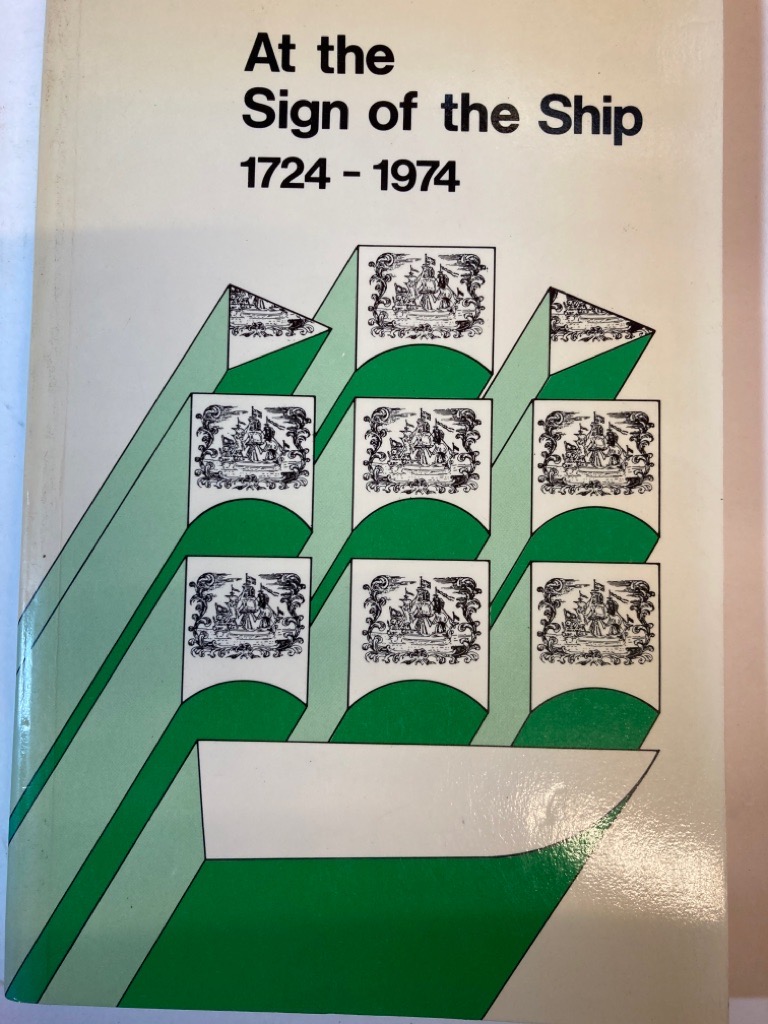 At the
Sign of the Ship
1724 - 1974